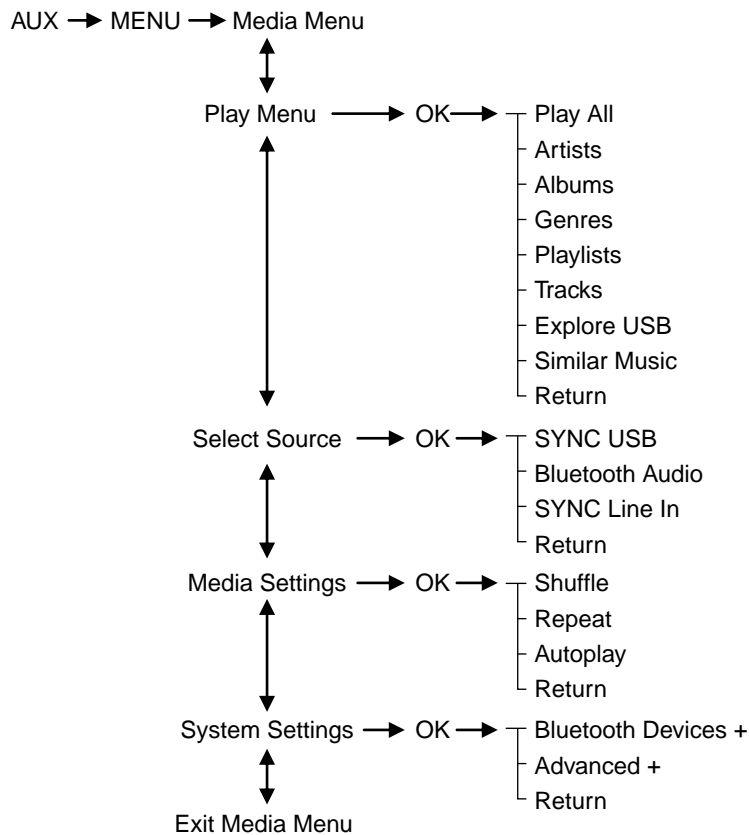 AUX MENU Media Menu
Play Menu OK Play All
Artists
Albums
Genres
Playlists
Tracks
Explore USB
Similar Music
Return
Select Source OK SYNC USB
Bluetooth Audio
SYNC Line In
Return
Media Settings OK Shuffle
Repeat
Autoplay
Return
System Settings OK Bluetooth Devices +
Advanced +
Return
Exit Media Menu